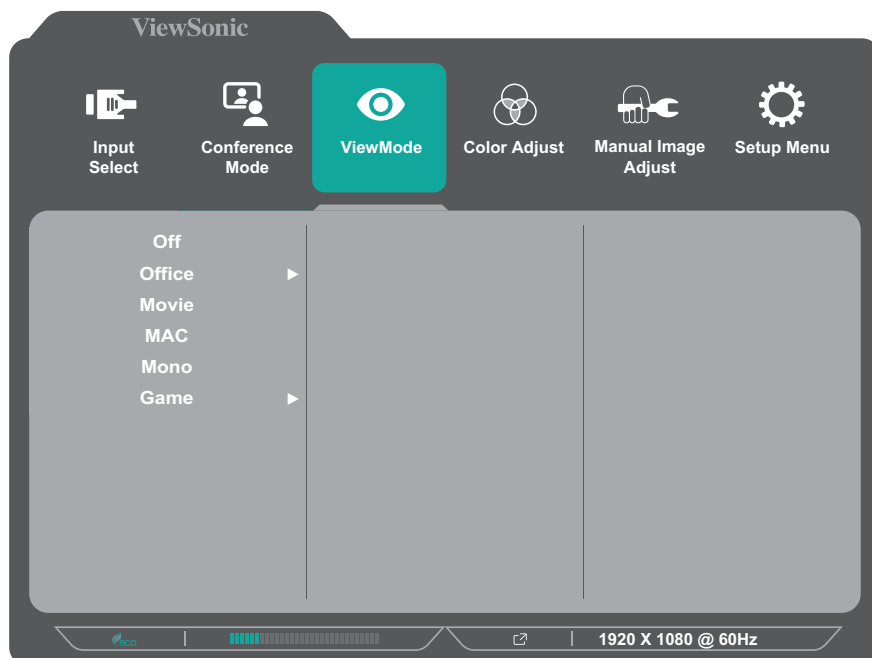 ViewSonic
Input
Select
Conference
Mode
ViewMode
Color Adjust
Manual Image
Adjust
Setup Menu
Off
Office
Movie
MAC
Mono
Game
eco
1920 X 1080 @ 60Hz